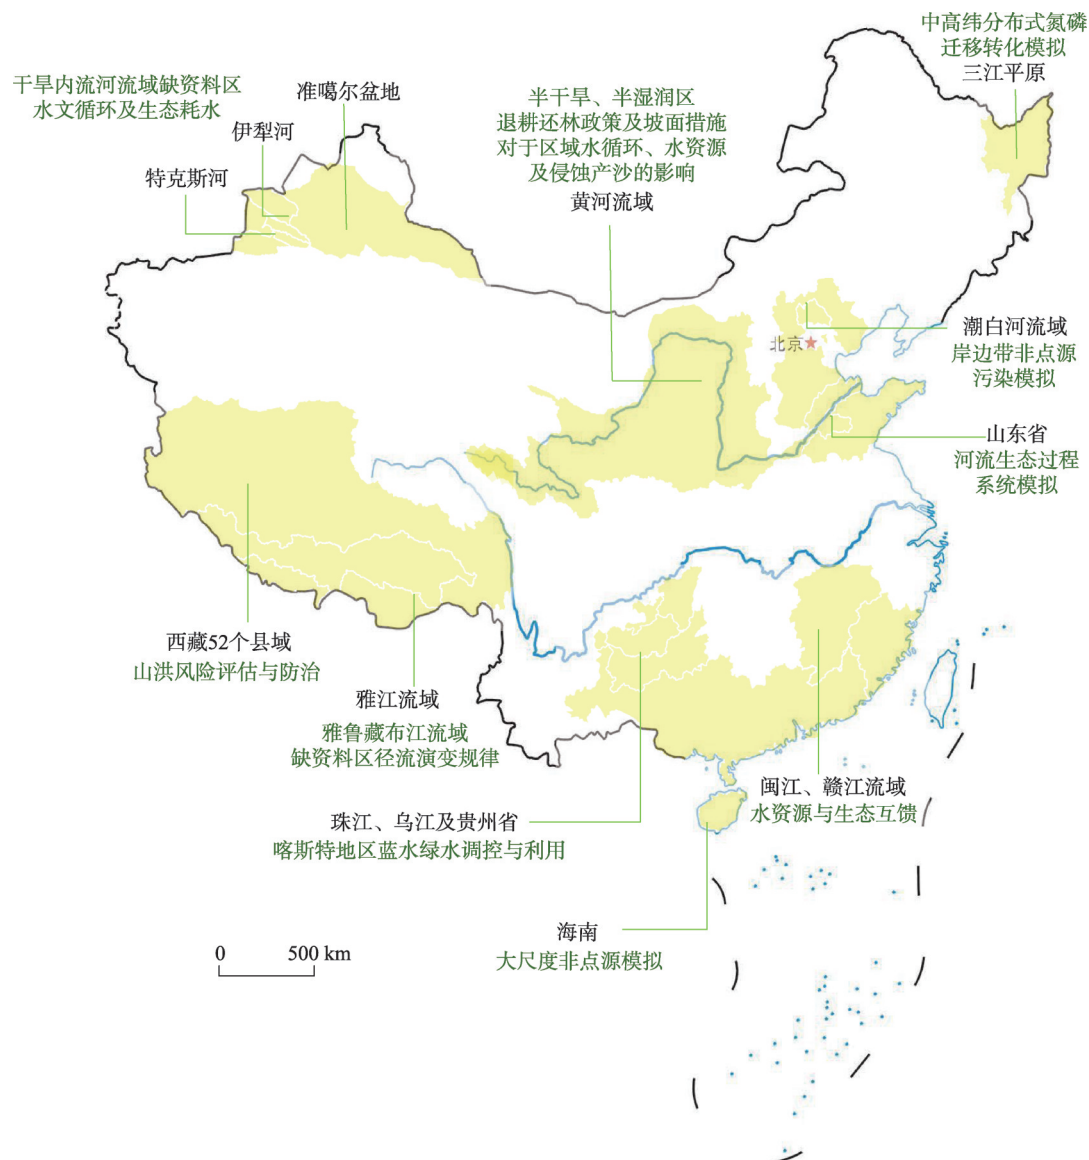 中高纬分布式氮磷
迁移转化模拟
三江平原
干旱内流河流域缺资料区
水文循环及生态耗水
准噶尔盆地
伊犁河
特克斯河
半干旱、半湿润区
退耕还林政策及坡面措施
对于区域水循环、水资源
及侵蚀产沙的影响
黄河流域
北京
潮白河流域
岸边带非点源
污染模拟
山东省
河流生态过程
系统模拟
西藏52个县域
山洪风险评估与防治
雅江流域
雅鲁藏布江流域
缺资料区径流演变规律
闽江、赣江流域
水资源与生态互馈
珠江、乌江及贵州省
喀斯特地区蓝水绿水调控与利用
海南
大尺度非点源模拟
0 500 km